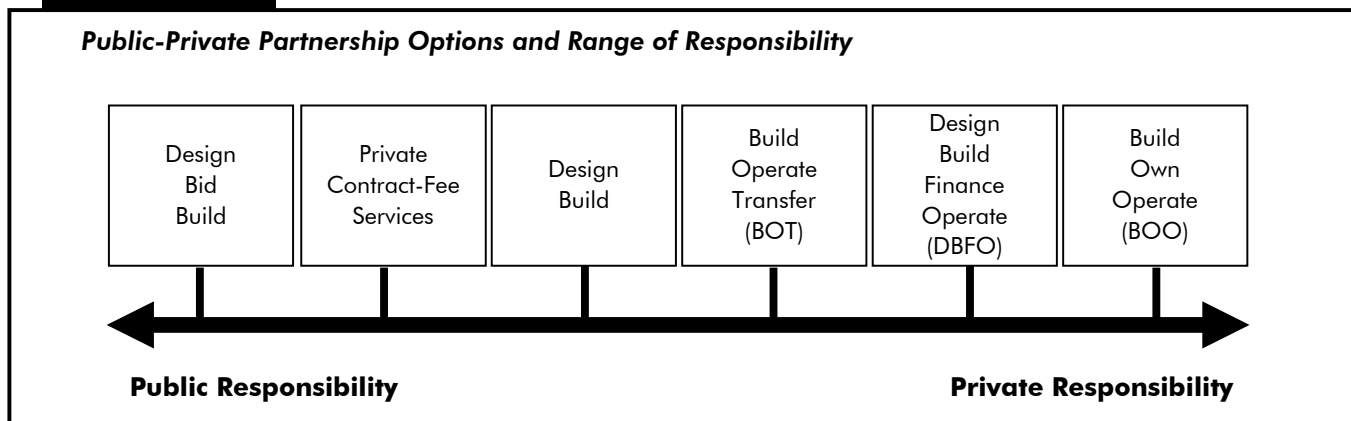 Public-Private Partnership Options and Range of Responsibility
Design
Bid
Build
Private
Contract-Fee
Services
Design
Build
Build
Operate
Transfer
(BOT)
Design
Build
Finance
Operate
(DBFO)
Build
Own
Operate
(BOO)
Public Responsibility
Private Responsibility